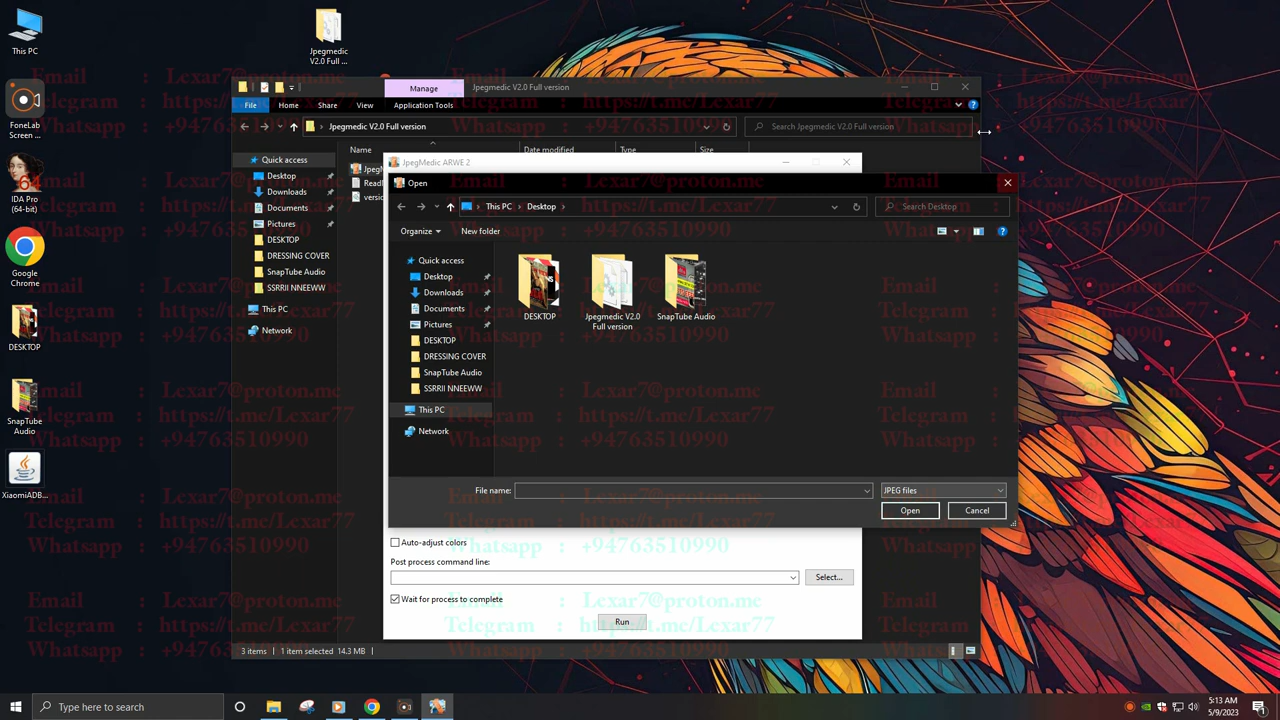 This PC
Jpegmedic
V2.0 Full ...
FoneLab
Screen ...
IDA Pro
(64-bit)
Google
Chrome
DESKTOP
SnapTube
Audio
XiaomiADB...
Manage
Jpegmedic V2.0 Full version
File
Home
Share
View
Application Tools
Jpegmedic V2.0 Full version
Search Jpegmedic V2.0 Full version
Name
Date modified
Type
Size
Quick access
Desktop
Downloads
Documents
Pictures
DESKTOP
DRESSING COVER
SnapTube Audio
SSRRII NNEEWW
This PC
Network
JpegMedic ARWE 2
Open
This PC
Desktop
Search Desktop
Organize
New folder
Quick access
Desktop
Downloads
Documents
Pictures
DESKTOP
DRESSING COVER
SnapTube Audio
SSRRII NNEEWW
This PC
Network
DESKTOP
Jpegmedic V2.0
Full version
SnapTube Audio
File name:
JPEG files
Open
Cancel
Auto-adjust colors
Post process command line:
Select...
Wait for process to complete
Run
3 items
1 item selected 14.3 MB
Type here to search
5:13 AM
5/9/2023
Email : Lexar7@proton.me
Telegram : https://t.me/Lexar77
Whatsapp : +94763510990